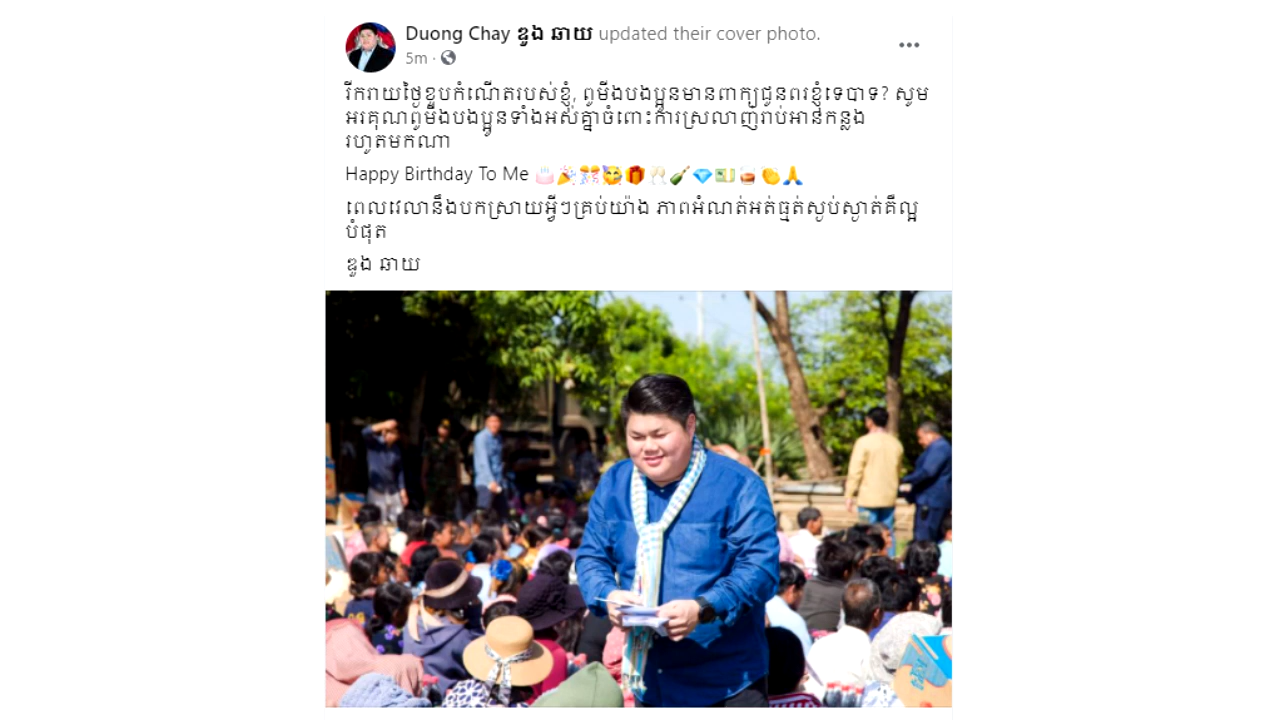 Duong Chay ឌួង ឆាយ updated their cover photo.
5m ·
រីករាយថ្ងៃខួបកំណើតរបស់ខ្ញុំ, ពូមីងបងប្អូនមានពាក្យជូនពរខ្ញុំទេបាទ? សូម
អរគុណពូមីងបងប្អូនទាំងអស់គ្នាចំពោះការស្រលាញ់រាប់អានកន្លង
រហូតមកណា
Happy Birthday To Me 🎂🎉🎊🥳🎁🥂🍾💎💵🥃👏🙏
ពេលវេលានឹងបកស្រាយអ្វីៗគ្រប់យ៉ាង ភាពអំណត់អត់ធ្មត់ស្ងប់ស្ងាត់គឺល្អ
បំផុត
ឌួង ឆាយ